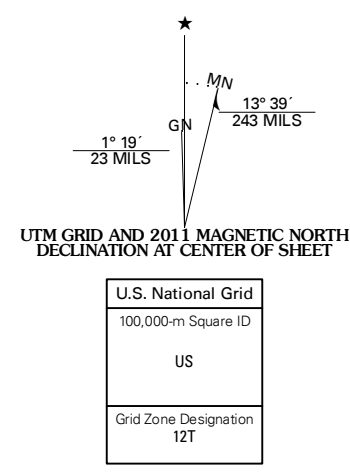 ★
MN
13° 39´
243 MILS
GN
1° 19´
23 MILS
UTM GRID AND 2011 MAGNETIC NORTH
DECLINATION AT CENTER OF SHEET
U.S. National Grid
100,000-m Square ID
US
Grid Zone Designation
12T